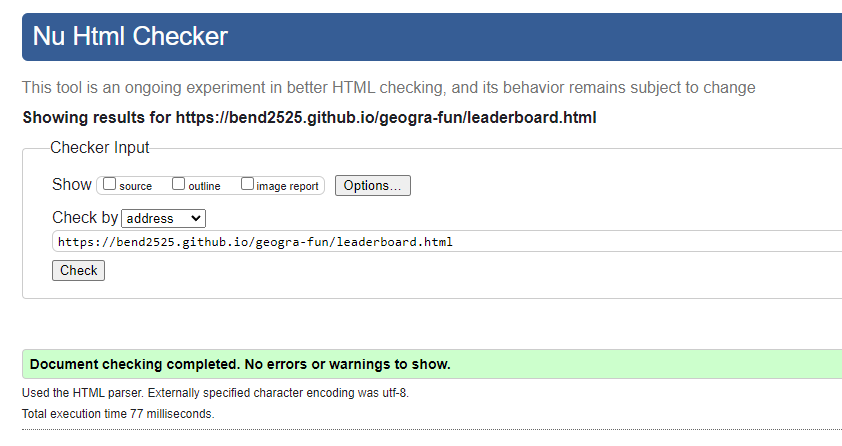 Nu Html Checker
This tool is an ongoing experiment in better HTML checking, and its behavior remains subject to change
Showing results for https://bend2525.github.io/geogra-fun/leaderboard.html
Checker Input
Show source outline image report Options...
Check by address
https://bend2525.github.io/geogra-fun/leaderboard.html
Check
Document checking completed. No errors or warnings to show.
Used the HTML parser. Externally specified character encoding was utf-8.
Total execution time 77 milliseconds.